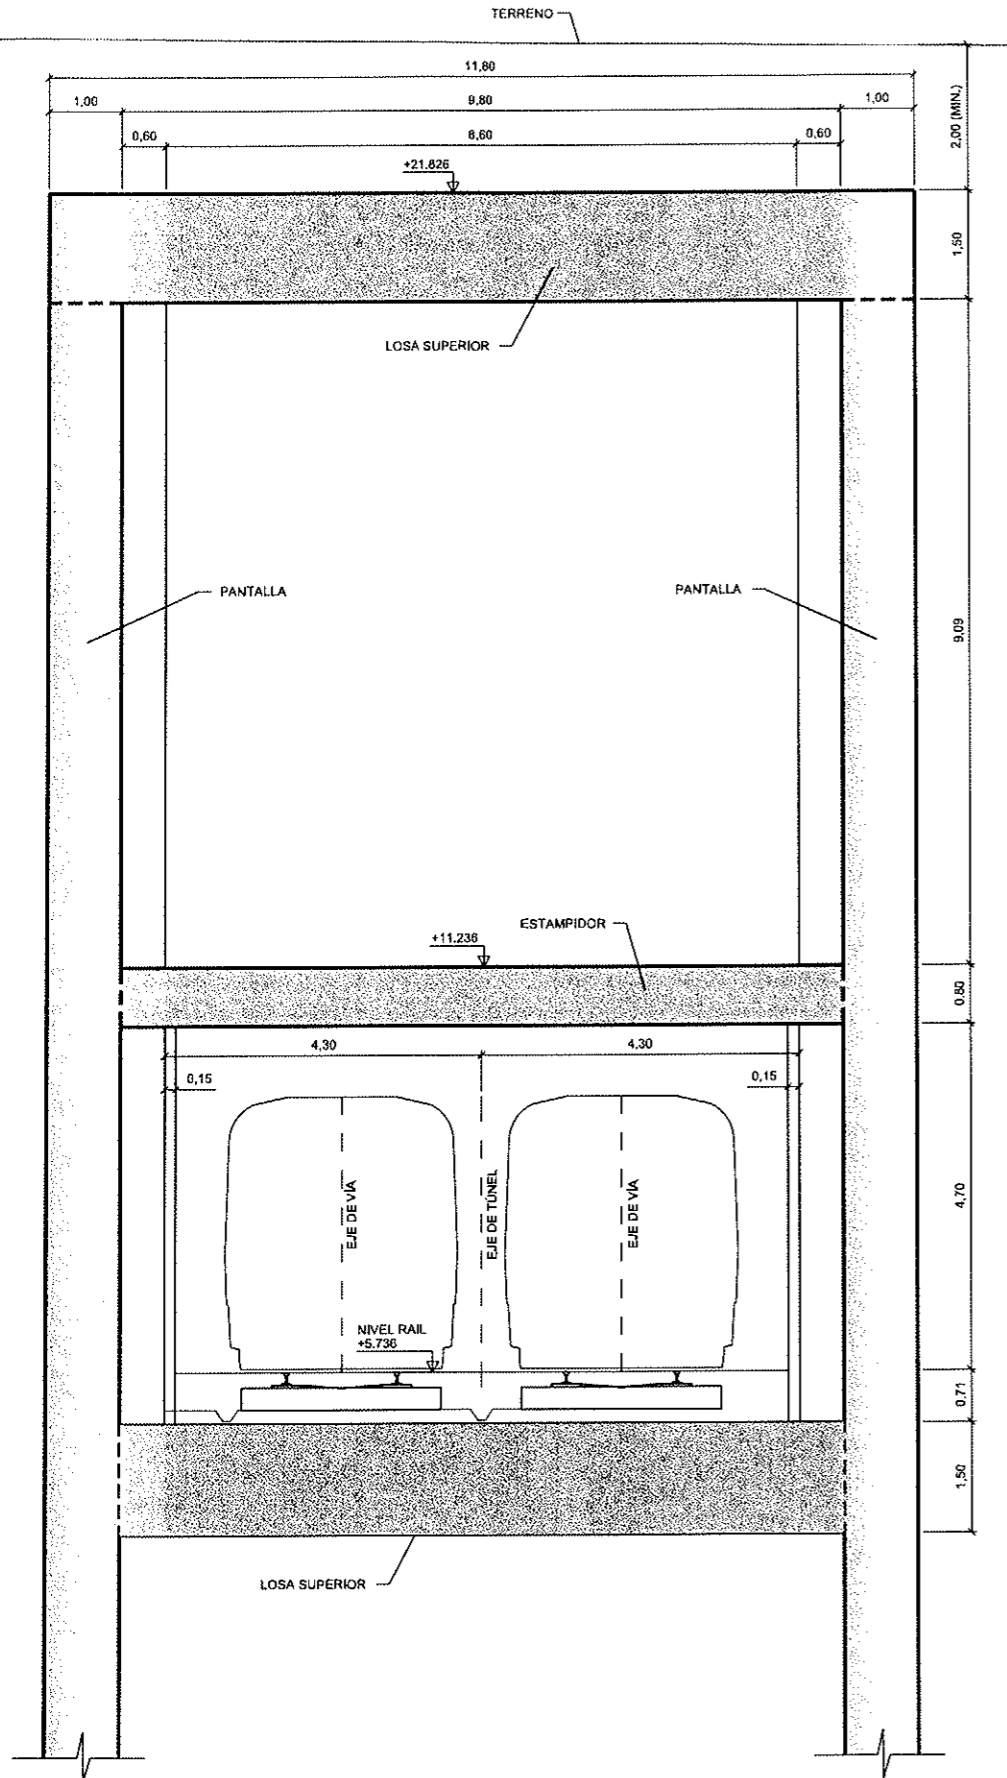 TERRENO
11,80
1,00
9,80
1,00
0,60
8,60
0,60
2,00 (MIN.)
+21.826
1,50
LOSA SUPERIOR
PANTALLA
PANTALLA
9,09
ESTAMPIDOR
+11.236
0,80
4,30
4,30
0,15
0,15
EJE DE VÍA
EJE DE TÚNEL
EJE DE VÍA
4,70
NIVEL RAIL
+5.736
0,71
1,50
LOSA SUPERIOR